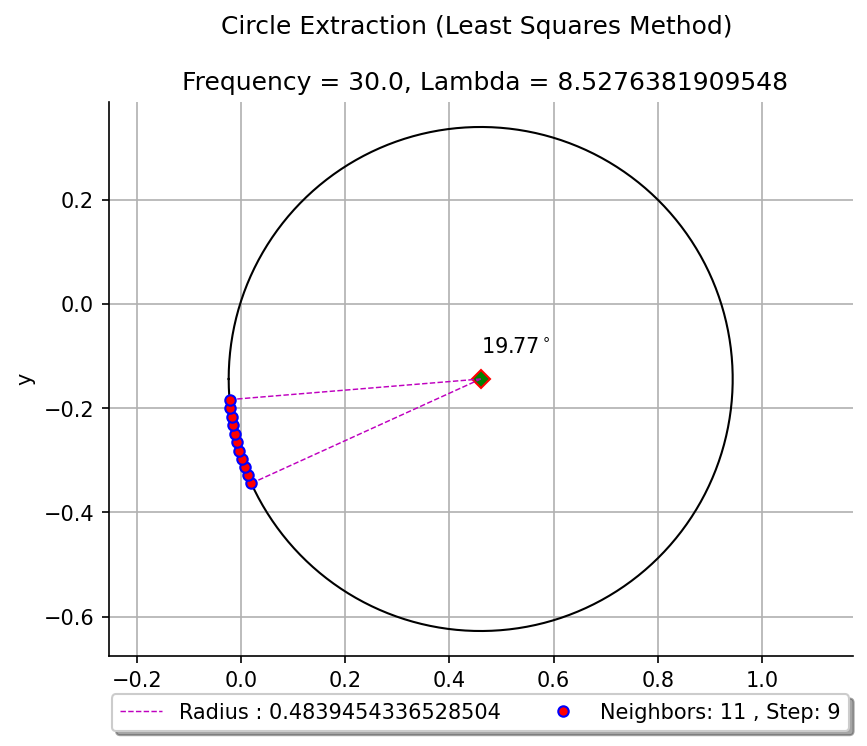 Circle Extraction (Least Squares Method)
Frequency = 30.0, Lambda = 8.5276381909548
0.2
0.0
−0.2
−0.4
−0.6
y
19.77°
−0.2 0.0 0.2 0.4 0.6 0.8 1.0
Radius : 0.4839454336528504 Neighbors: 11 , Step: 9